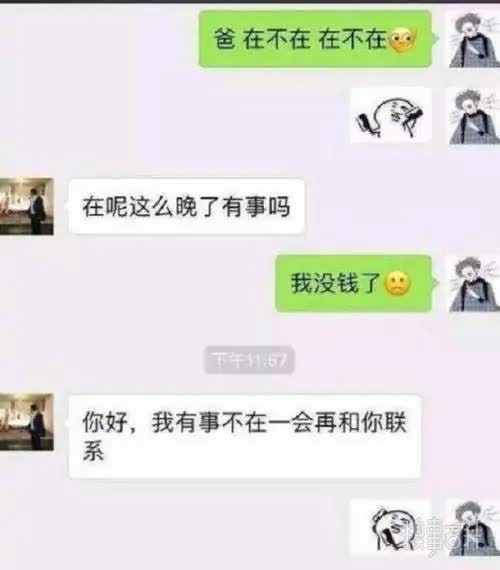 爸 在不在 在不在
在呢这么晚了有事吗
我没钱了
下午11:57
你好，我有事不在一会再和你联
系